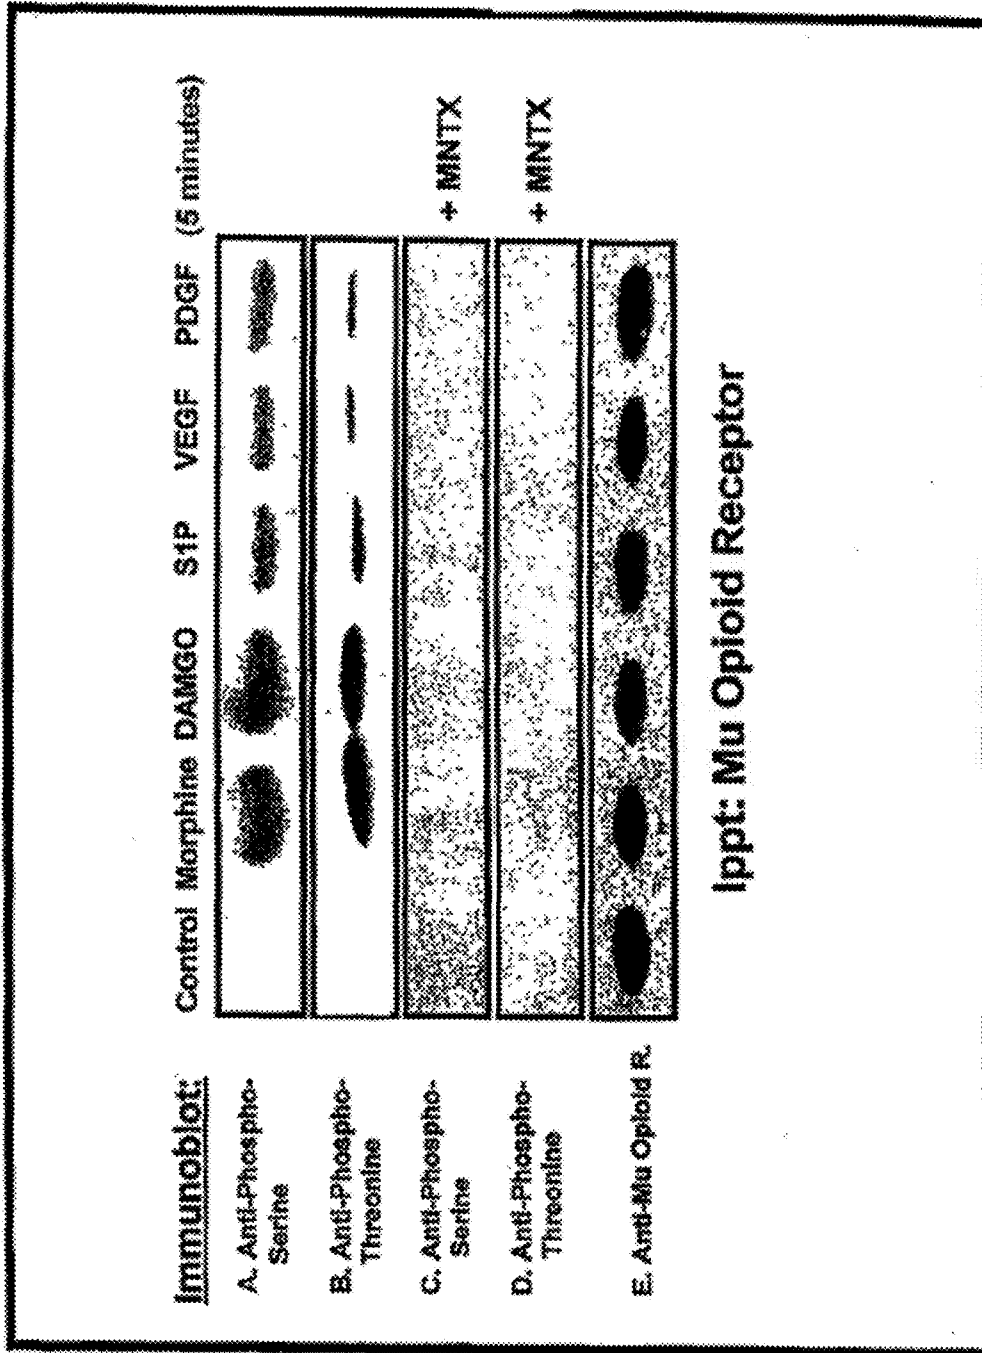 Immunoblot:
Control Morphine DAMGO S1P VEGF PDGF (5 minutes)
A. Anti-Phospho-
Serine
B. Anti-Phospho-
Threonine
C. Anti-Phospho-
Serine
+ MNTX
D. Anti-Phospho-
Threonine
+ MNTX
E. Anti-Mu Opioid R.
Ippt: Mu Opioid Receptor